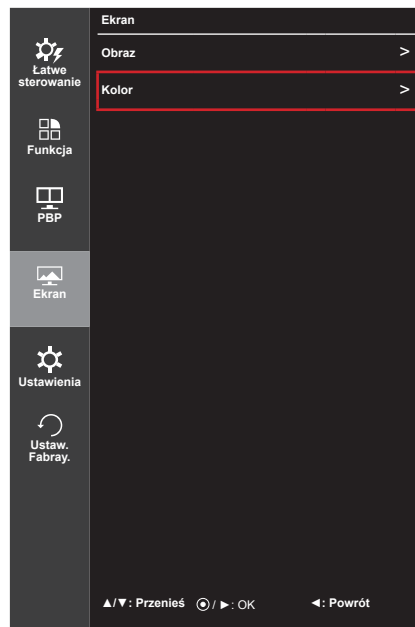 Łatwe
sterowanie
Funkcja
PBP
Ekran
Ustawienia
Ustaw.
Fabray.
Ekran
Obraz >
Kolor >
▲/▼: Przenieś ⦿ / ►: OK ◄: Powrót